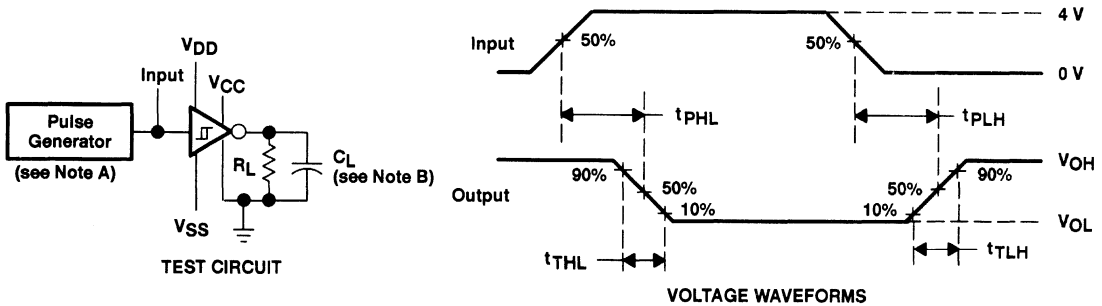 VDD
Input
VCC
Pulse
Generator
(see Note A)
RL
CL
(see Note B)
VSS
TEST CIRCUIT
Input
50%
50%
4 V
0 V
tPHL
tPLH
Output
90%
50%
10%
50%
10%
90%
VOH
VOL
tTHL
tTLH
VOLTAGE WAVEFORMS